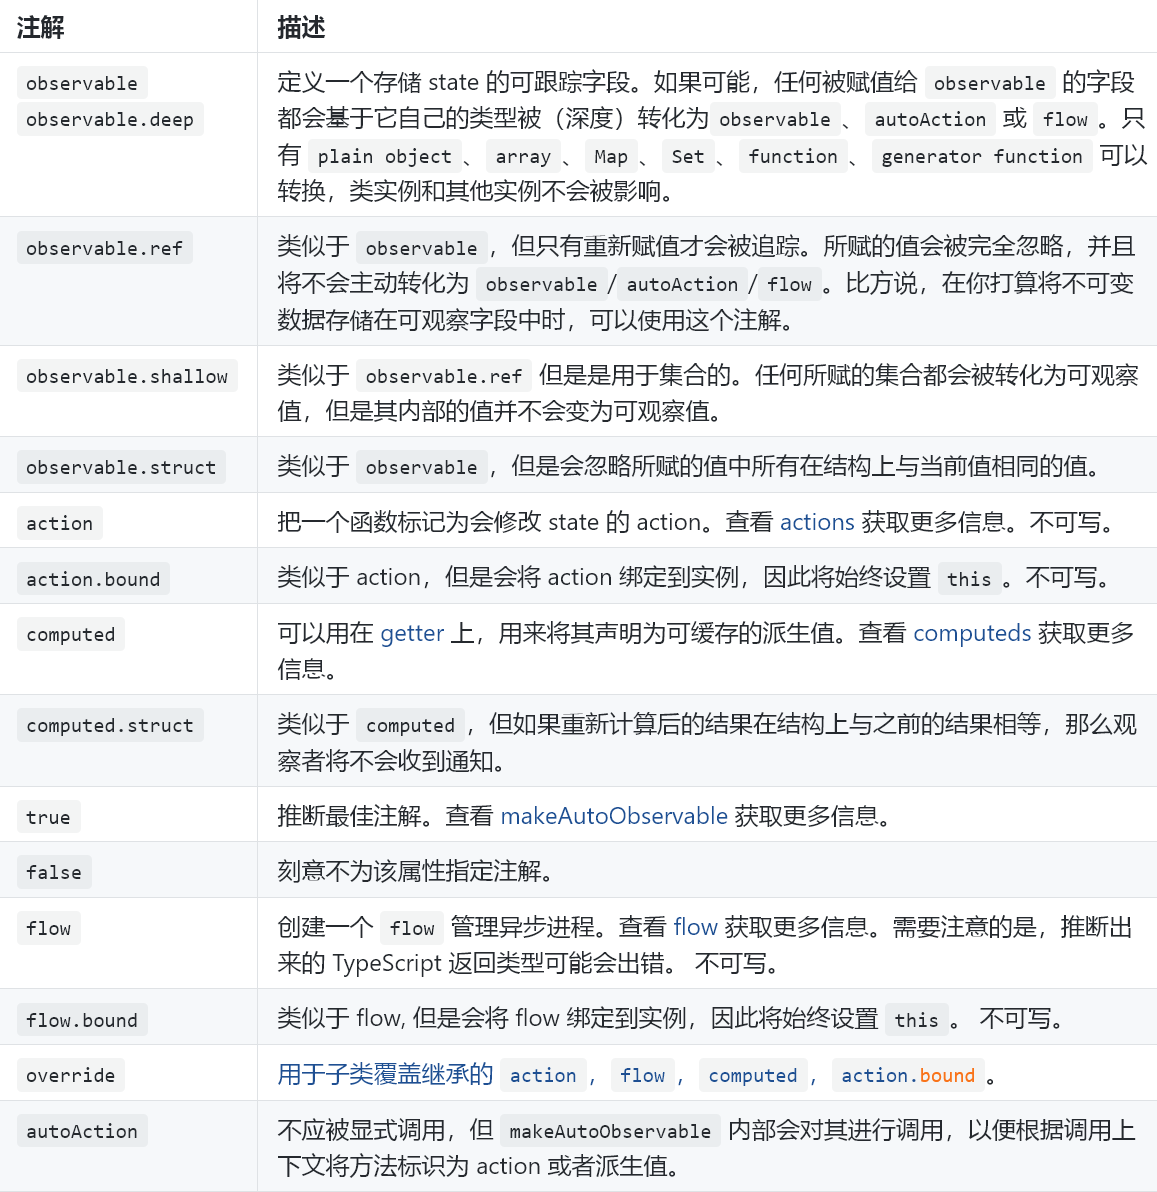 注解 描述
observable 定义一个存储 state 的可跟踪字段。如果可能，任何被赋值给 observable 的字段
observable.deep 都会基于它自己的类型被（深度）转化为 observable 、 autoAction 或 flow 。只
有 plain object 、 array 、 Map 、 Set 、 function 、 generator function 可以
转换，类实例和其他实例不会被影响。
observable.ref 类似于 observable ，但只有重新赋值才会被追踪。所赋的值会被完全忽略，并且
将不会主动转化为 observable / autoAction / flow 。比方说，在你打算将不可变
数据存储在可观察字段中时，可以使用这个注解。
observable.shallow 类似于 observable.ref 但是是用于集合的。任何所赋的集合都会被转化为可观察
值，但是其内部的值并不会变为可观察值。
observable.struct 类似于 observable ，但是会忽略所赋的值中所有在结构上与当前值相同的值。
action 把一个函数标记为会修改 state 的 action。查看 actions 获取更多信息。不可写。
action.bound 类似于 action，但是会将 action 绑定到实例，因此将始终设置 this 。不可写。
computed 可以用在 getter 上，用来将其声明为可缓存的派生值。查看 computeds 获取更多
信息。
computed.struct 类似于 computed ，但如果重新计算后的结果在结构上与之前的结果相等，那么观
察者将不会收到通知。
true 推断最佳注解。查看 makeAutoObservable 获取更多信息。
false 刻意不为该属性指定注解。
flow 创建一个 flow 管理异步进程。查看 flow 获取更多信息。需要注意的是，推断出
来的 TypeScript 返回类型可能会出错。 不可写。
flow.bound 类似于 flow, 但是会将 flow 绑定到实例，因此将始终设置 this 。 不可写。
override 用于子类覆盖继承的 action ， flow ， computed ， action.bound 。
autoAction 不应被显式调用，但 makeAutoObservable 内部会对其进行调用，以便根据调用上
下文将方法标识为 action 或者派生值。